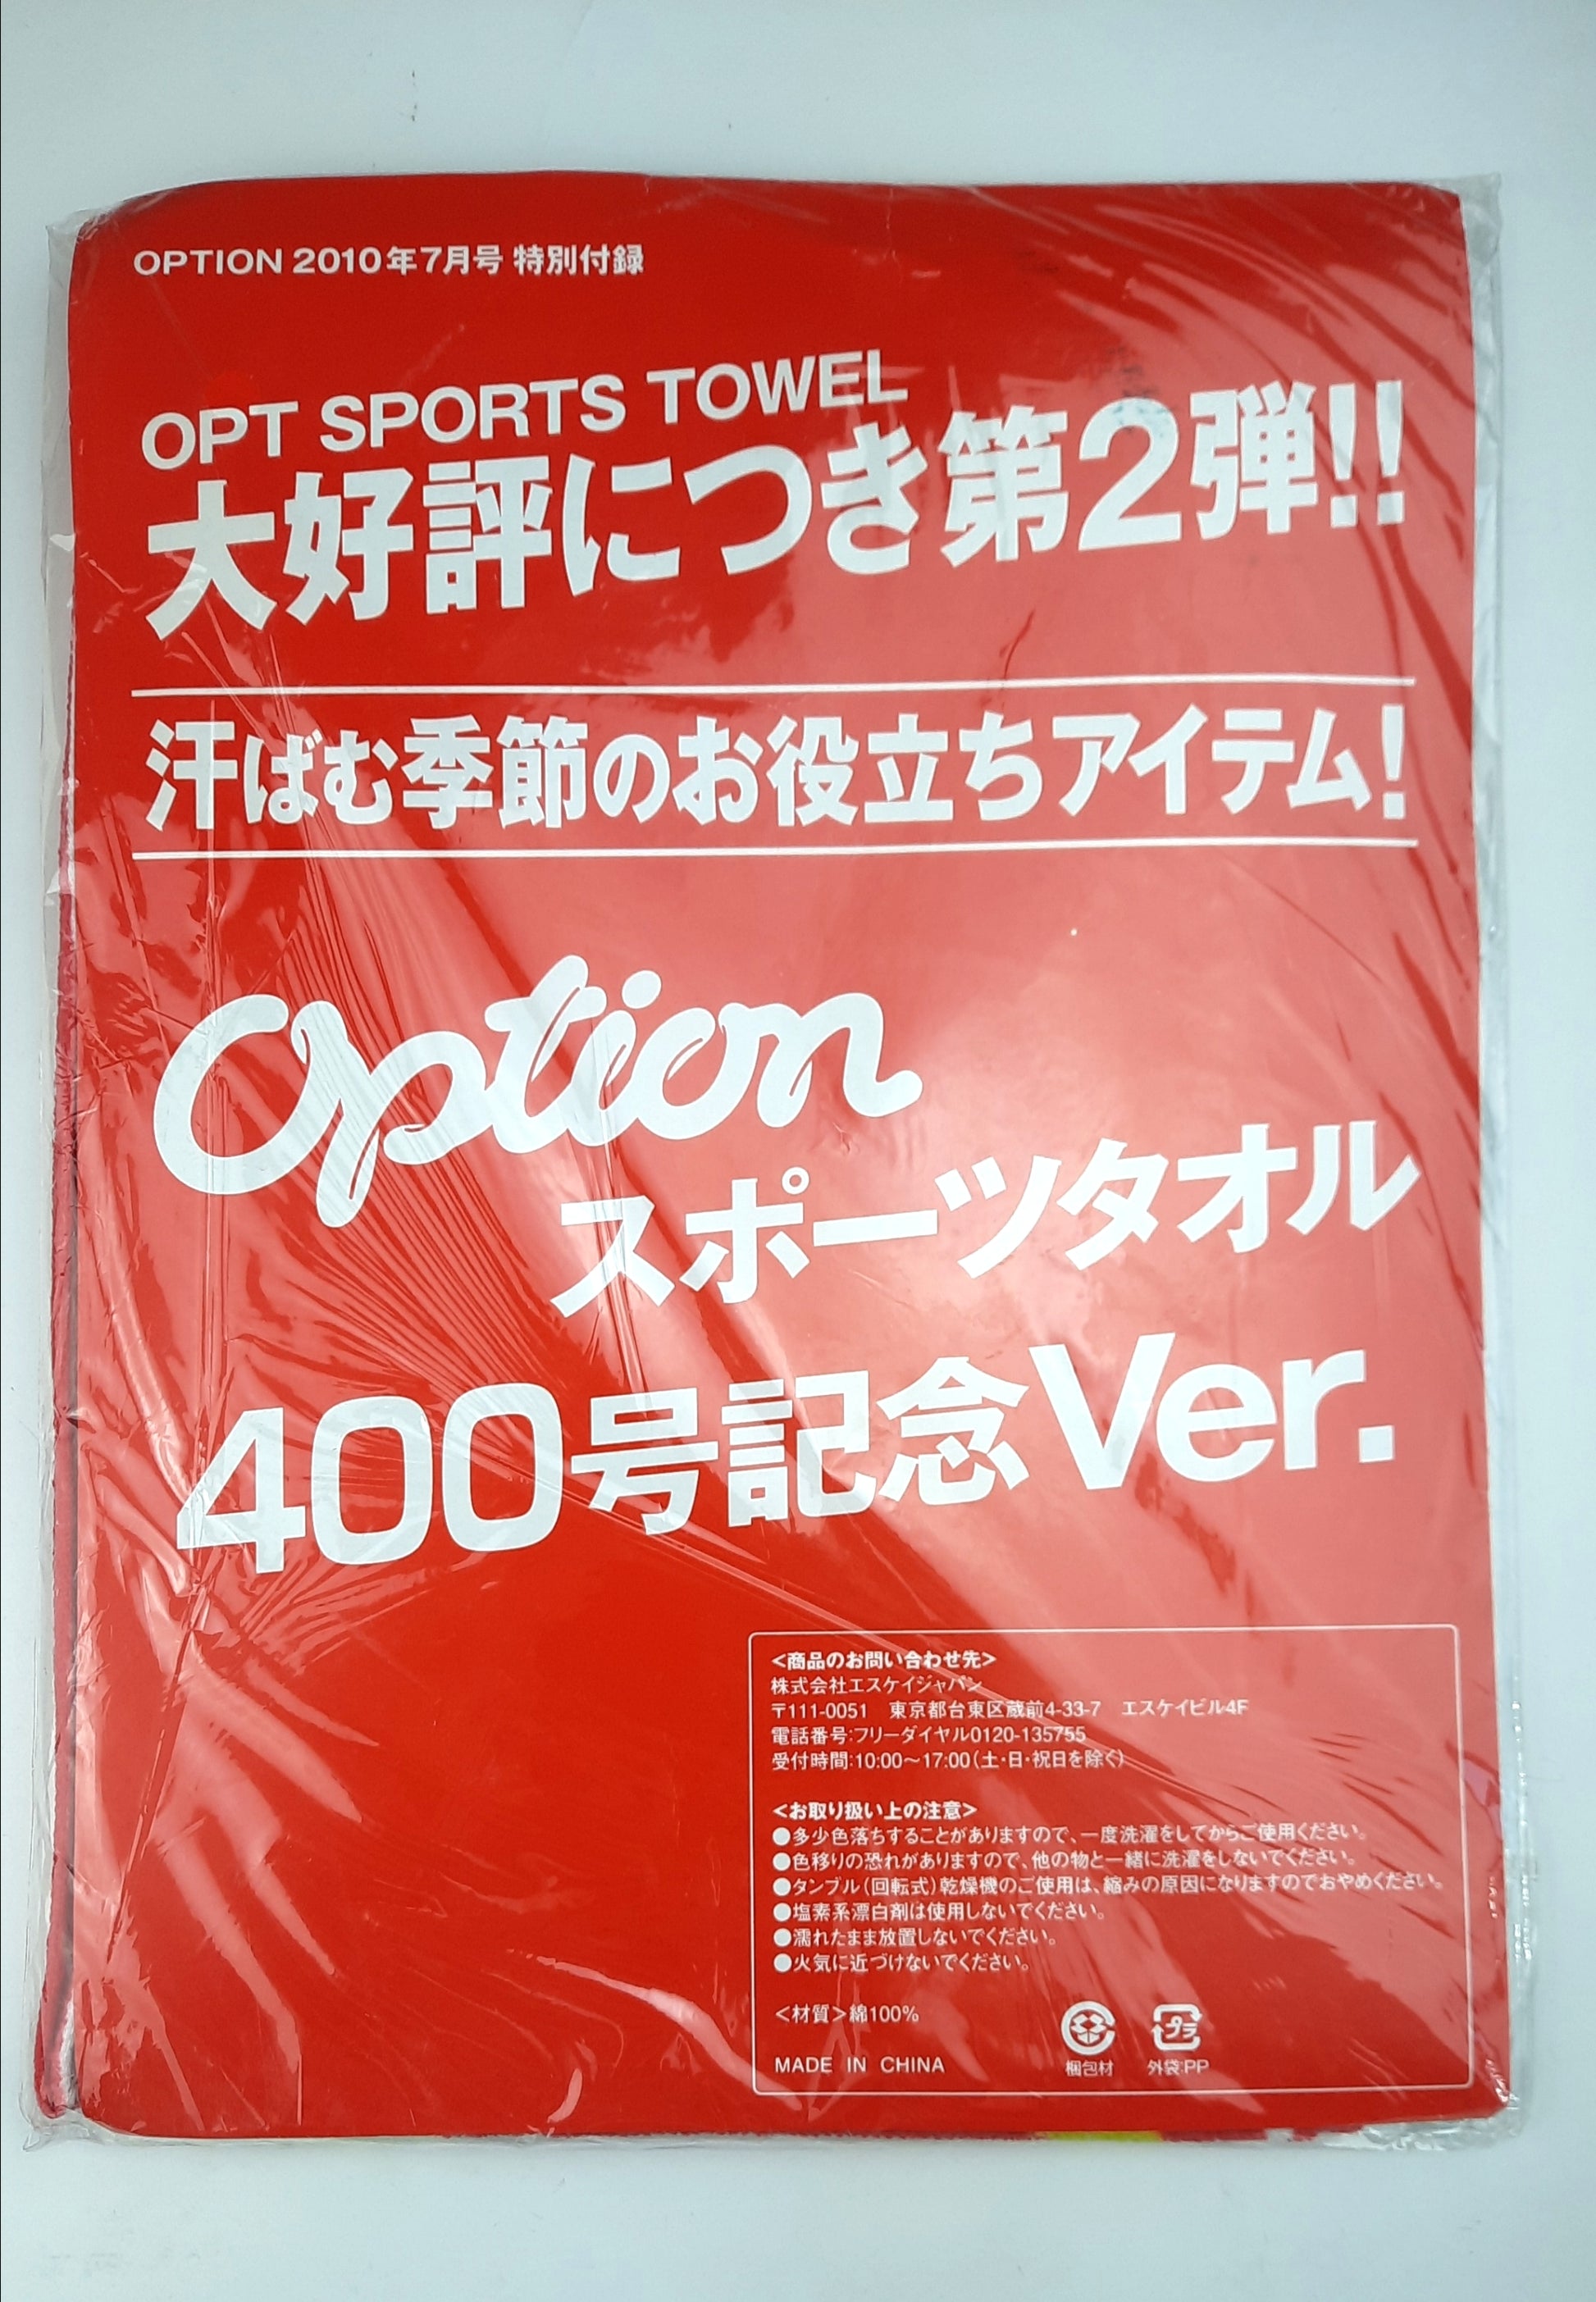 OPTION 2010年7月号 特別付録
OPT SPORTS TOWEL
大好評につき第2弾!!
汗ばむ季節のお役立ちアイテム!
Option
スポーツタオル
400号記念Ver.
<商品のお問い合わせ先>
株式会社エスケイジャパン
〒111-0051 東京都台東区蔵前4-33-7 エスケイビル4F
電話番号:フリーダイヤル0120-135755
受付時間:10:00～17:00(土・日・祝日を除く)
<お取り扱い上の注意>
●多少色落ちすることがありますので、一度洗濯をしてからご使用ください。
●色移りの恐れがありますので、他の物と一緒に洗濯をしないでください。
●タンブル(回転式)乾燥機のご使用は、縮みの原因になりますのでおやめください。
●塩素系漂白剤は使用しないでください。
●濡れたまま放置しないでください。
●火気に近づけないでください。
<材質>綿100%
プラ
MADE IN CHINA
梱包材 外袋:PP